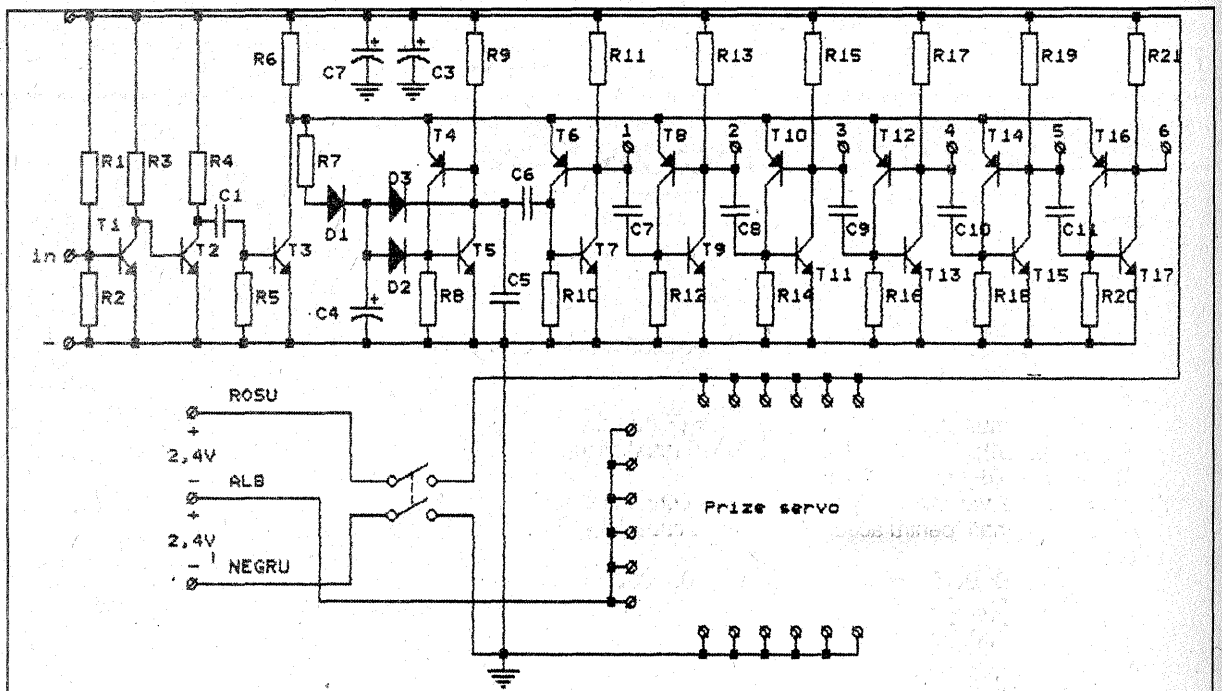 R6
C7
C3
R9
R11
R13
R15
R17
R19
R21
T4
T6
1
T8
2
T10
3
T12
4
T14
5
T16
6
R1
R3
R4
C1
R7
D3
C6
D1
C7
C8
C9
C10
C11
T1
T2
T3
T5
T7
T9
T11
T13
T15
T17
in
R2
R5
D2
C4
R8
C5
R10
R12
R14
R16
R18
R20
-
ROSU
+
2,4V
-
ALB
+
2,4V
-
NEGRU
Prize servo